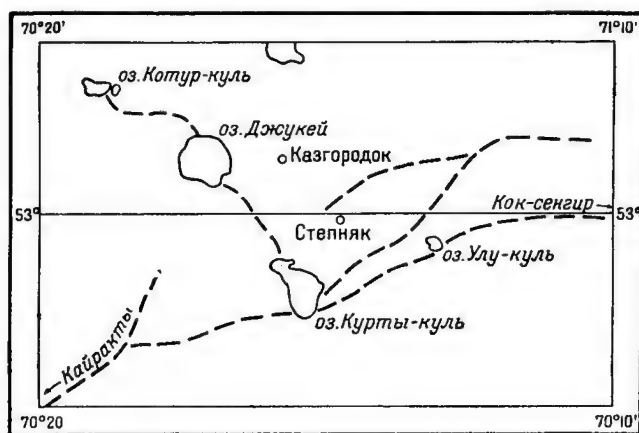 70°20'
71°10'
оз.Котур-куль
оз.Джукей
Казгородок
Кок-сенгир
53°
53°
Степняк
оз.Улу-куль
оз.Курты-куль
Кайракты
70°20
70°10'